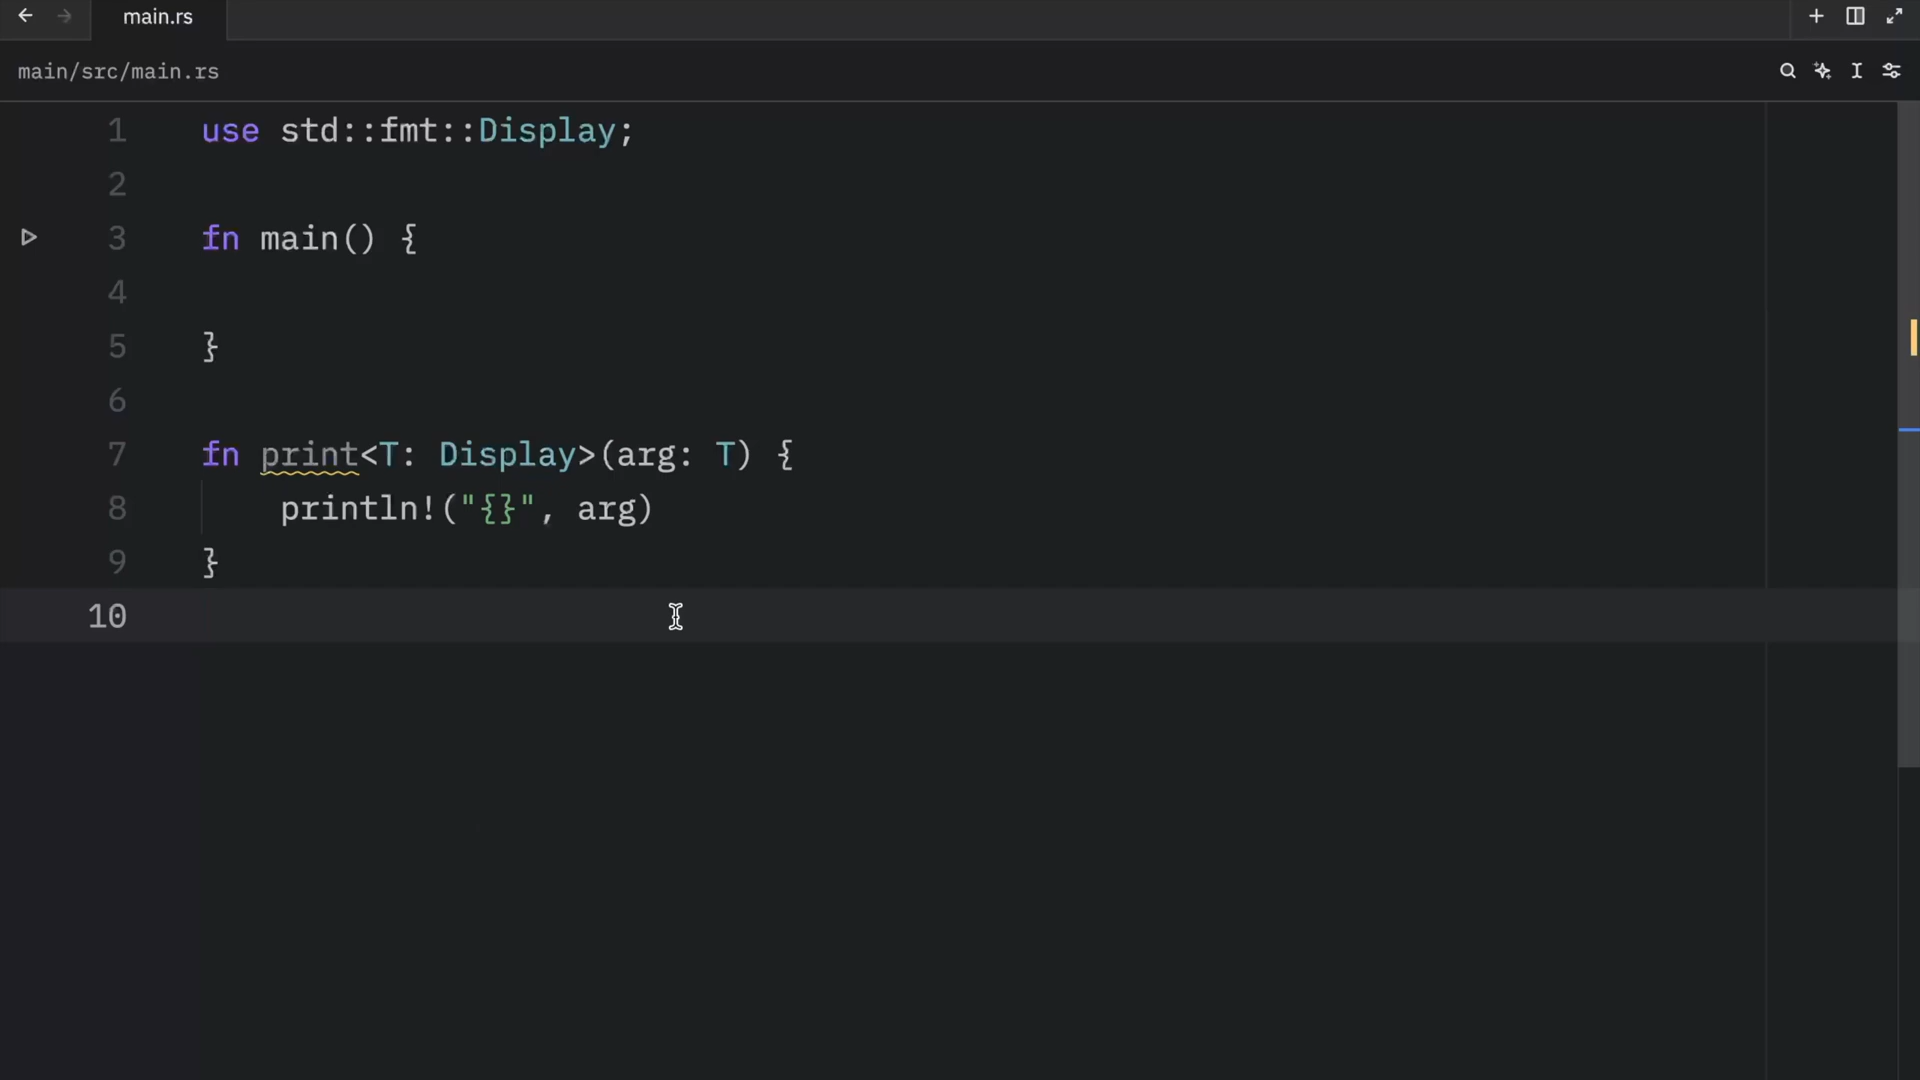 main.rs
main/src/main.rs
1 use std::fmt::Display;
2
3 fn main() {
4
5 }
6
7 fn print<T: Display>(arg: T) {
8     println!("{}", arg)
9 }
10